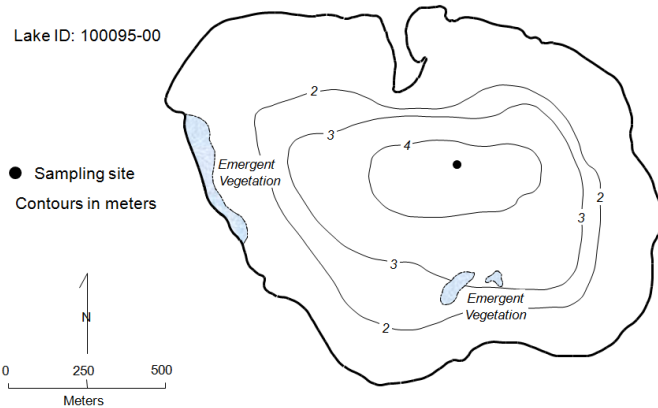 Lake ID: 100095-00
2
3
4
Emergent
Vegetation
Sampling site
Contours in meters
2
3
3
Emergent
Vegetation
2
N
0 250 500
Meters